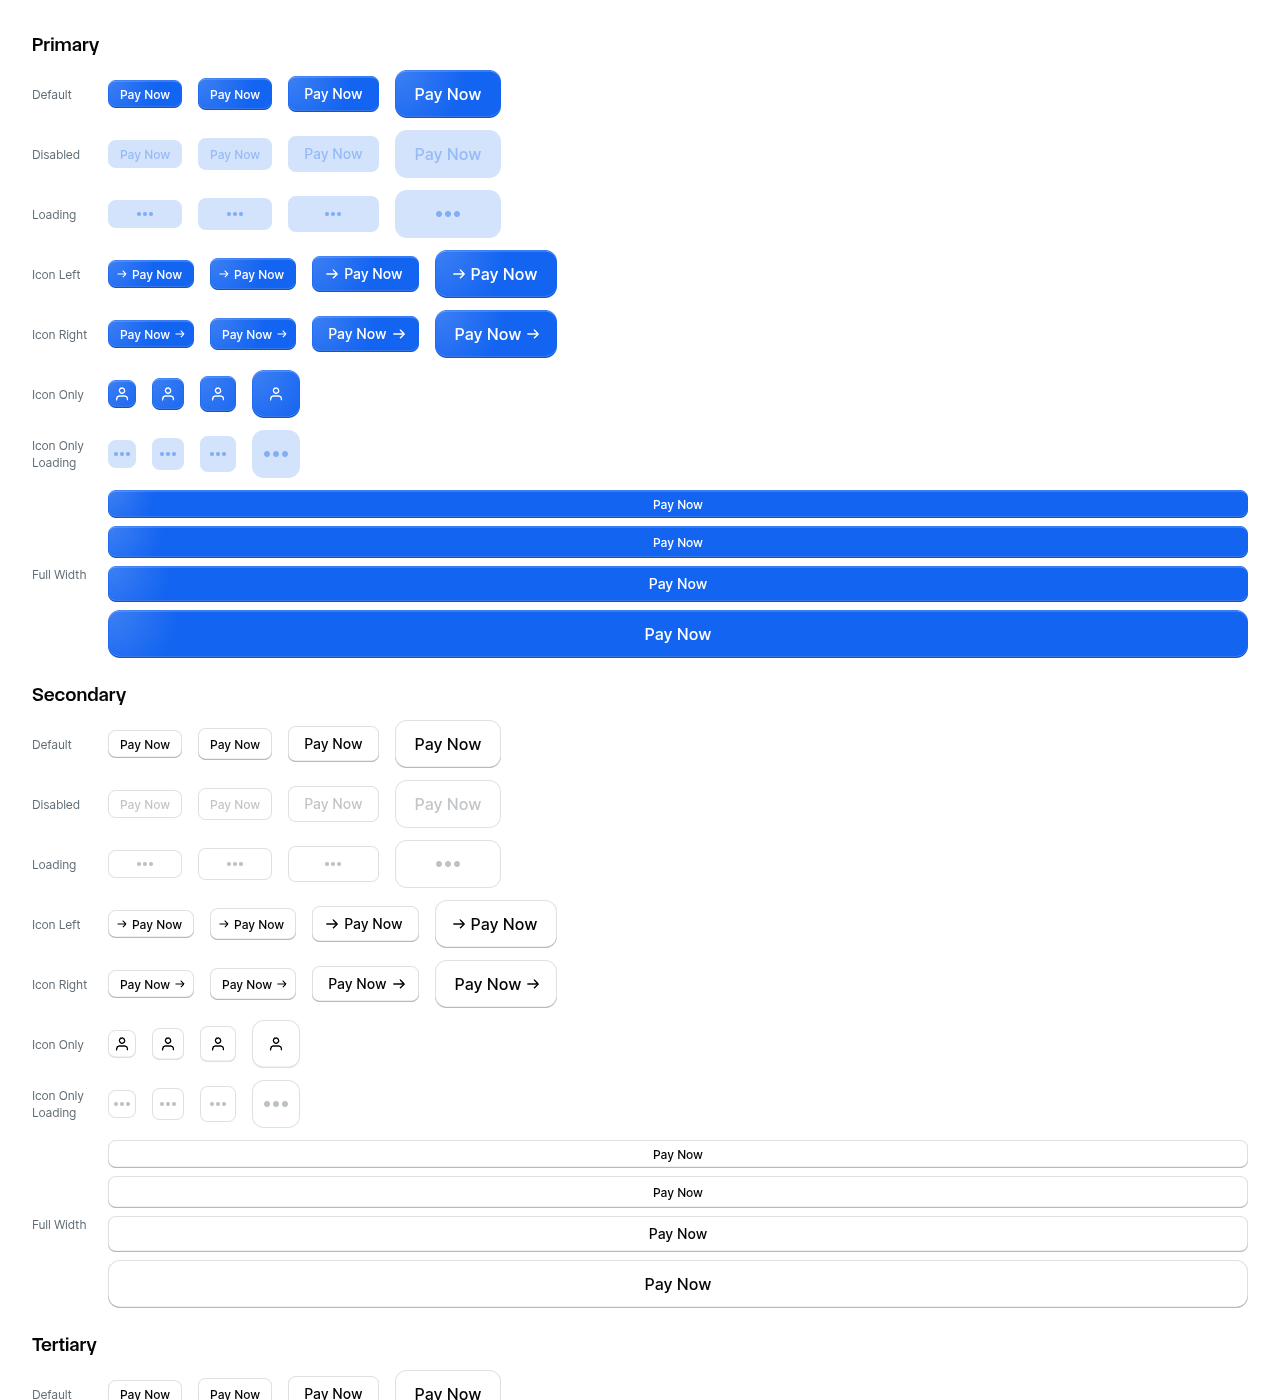 Primary
Default Pay Now Pay Now Pay Now Pay Now
Disabled Pay Now Pay Now Pay Now Pay Now
Loading
Icon Left Pay Now Pay Now Pay Now Pay Now
Icon Right Pay Now Pay Now Pay Now Pay Now
Icon Only
Icon Only
Loading
Pay Now
Pay Now
Full Width
Pay Now
Pay Now
Secondary
Default Pay Now Pay Now Pay Now Pay Now
Disabled Pay Now Pay Now Pay Now Pay Now
Loading
Icon Left Pay Now Pay Now Pay Now Pay Now
Icon Right Pay Now Pay Now Pay Now Pay Now
Icon Only
Icon Only
Loading
Pay Now
Pay Now
Full Width
Pay Now
Pay Now
Tertiary
Default Pay Now Pay Now Pay Now Pay Now